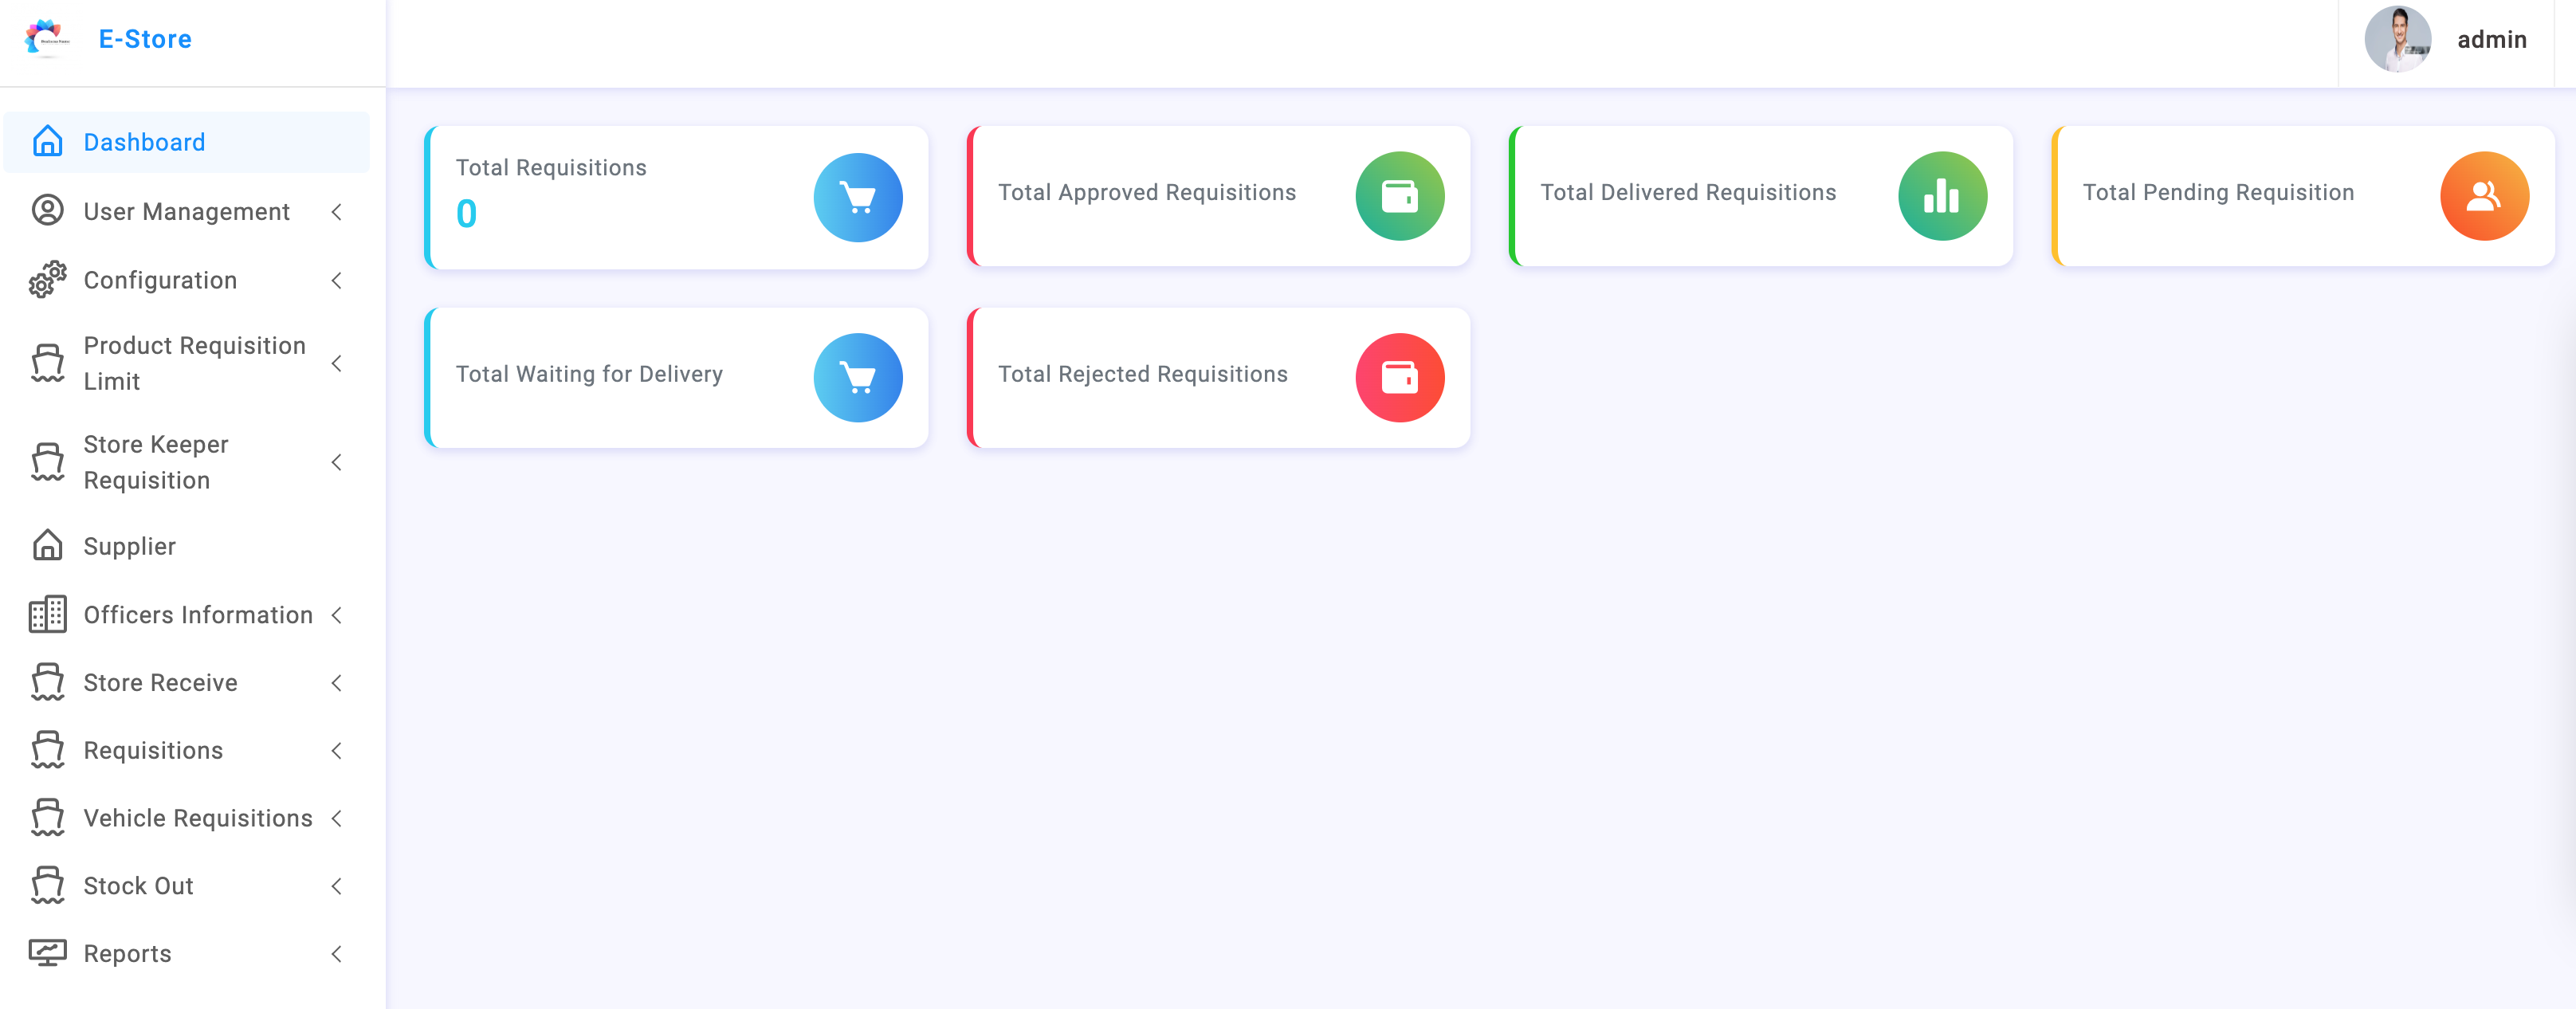 E-Store
admin
Dashboard
User Management
Configuration
Product Requisition
Limit
Store Keeper
Requisition
Supplier
Officers Information
Store Receive
Requisitions
Vehicle Requisitions
Stock Out
Reports
Total Requisitions
0
Total Approved Requisitions
Total Delivered Requisitions
Total Pending Requisition
Total Waiting for Delivery
Total Rejected Requisitions